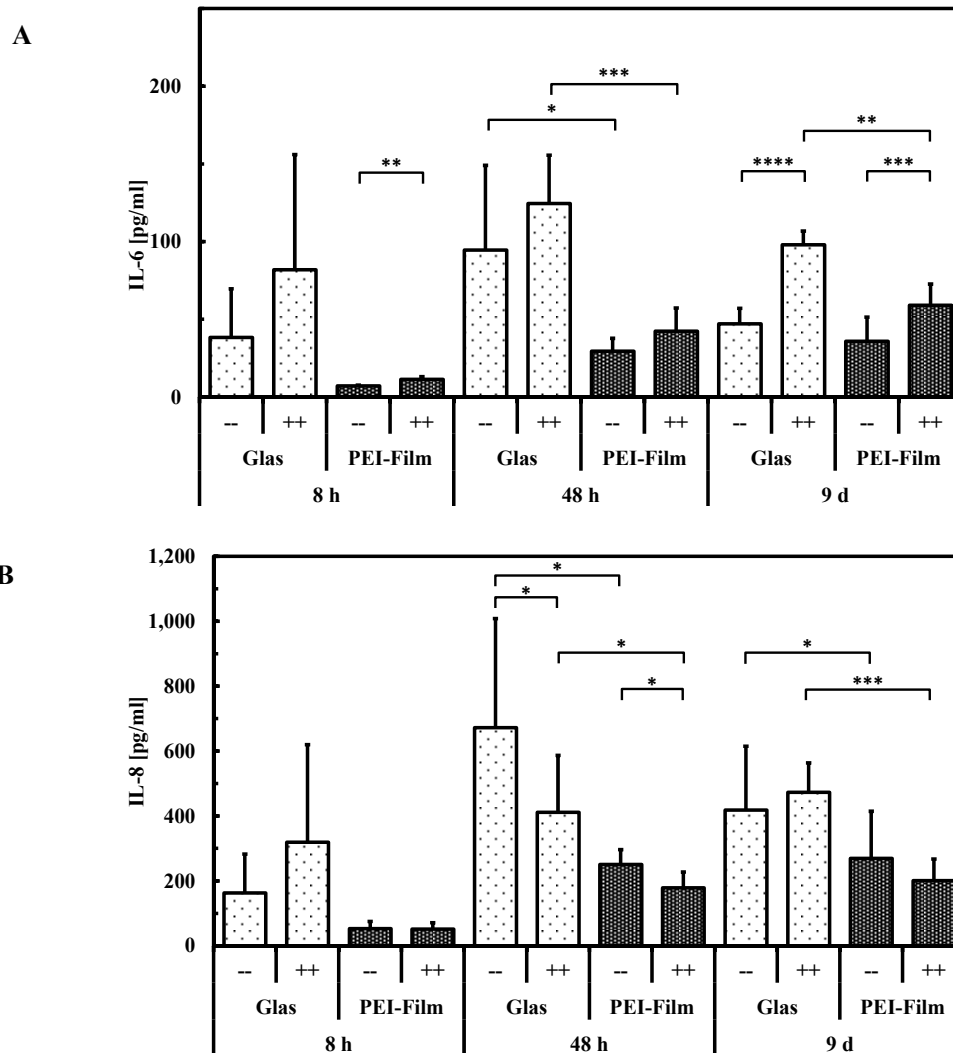 A
IL-6 [pg/ml]
200
100
0
***
*
**
**
****
***
-- ++ -- ++ -- ++ -- ++ -- ++ -- ++
Glas PEI-Film Glas PEI-Film Glas PEI-Film
8 h 48 h 9 d
B
IL-8 [pg/ml]
1,200
1,000
800
600
400
200
0
*
*
* *
* ***
-- ++ -- ++ -- ++ -- ++ -- ++ -- ++
Glas PEI-Film Glas PEI-Film Glas PEI-Film
8 h 48 h 9 d